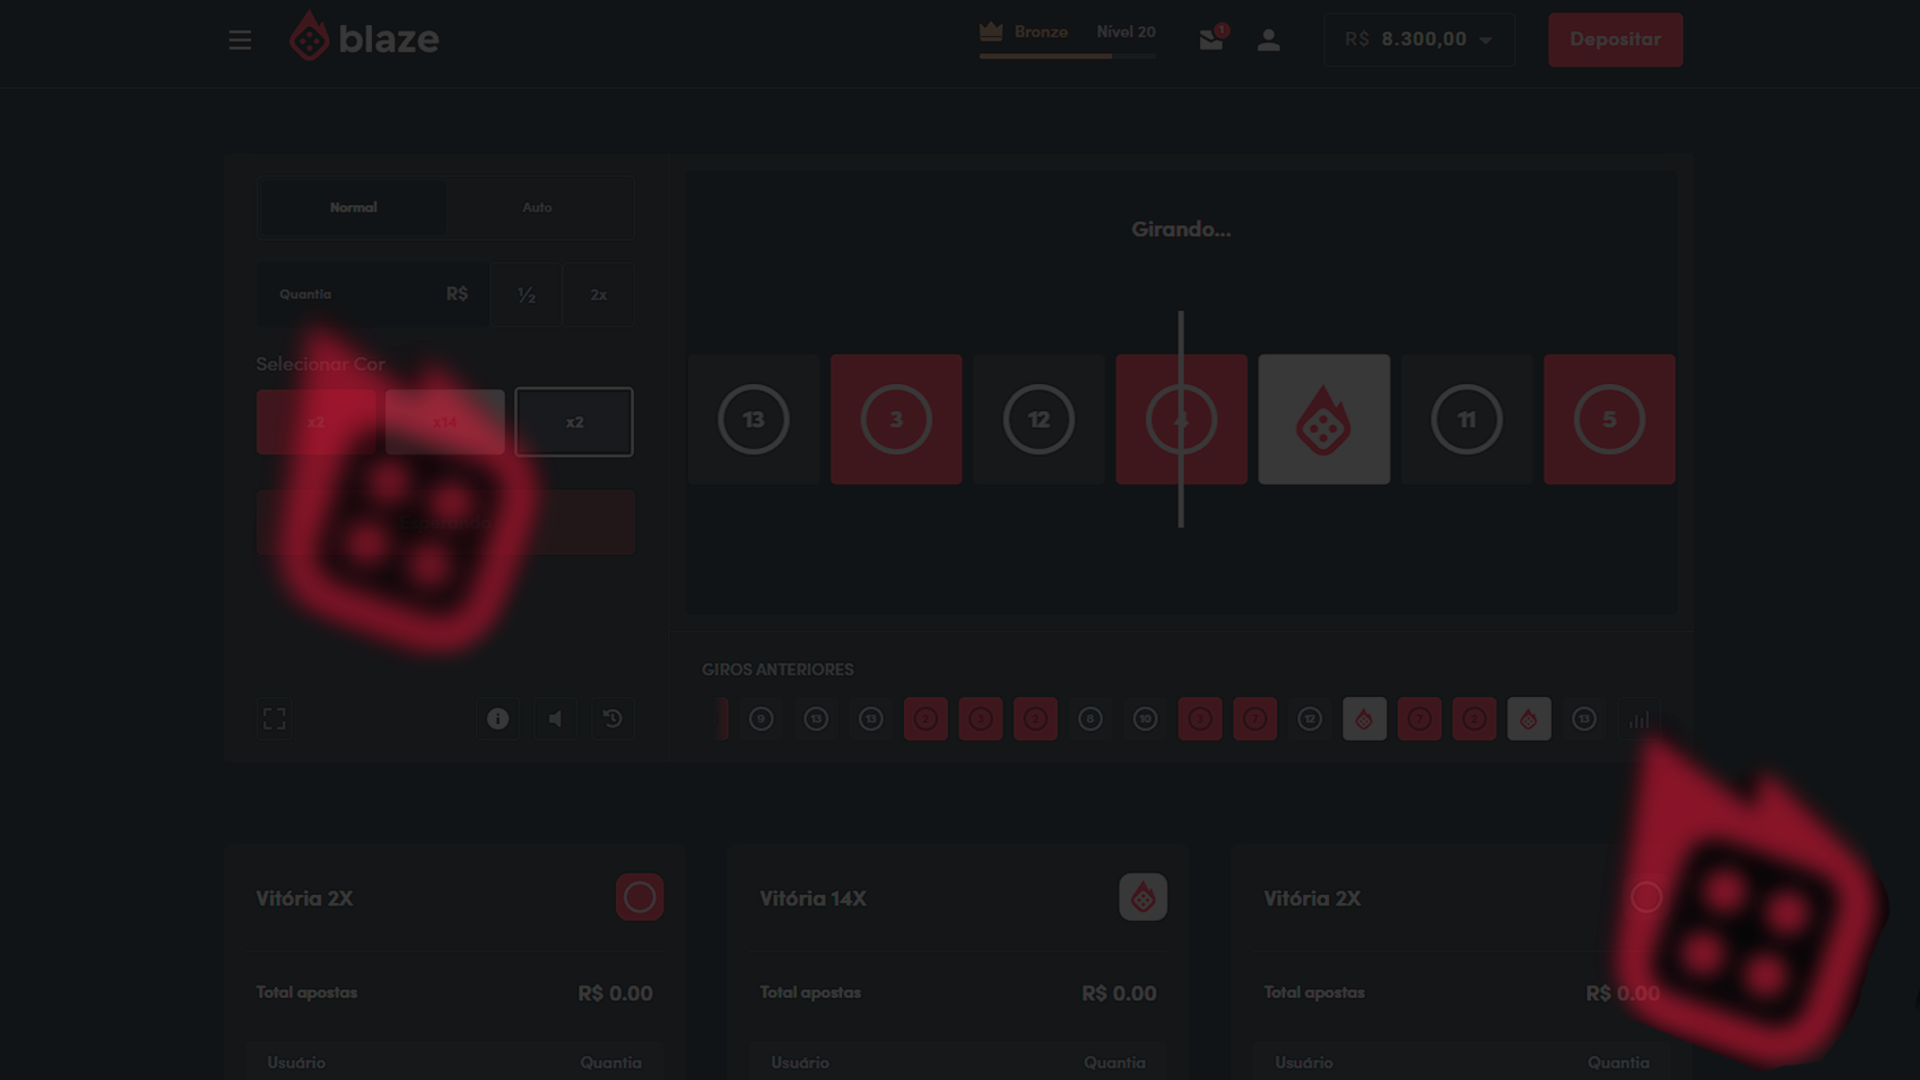 blaze
Bronze Nível 20
1
R$ 8.300,00
Depositar
Normal Auto
Quantia R$ ½ 2x
Selecionar Cor
x2 x14 x2
Esperando
Girando...
13 3 12 4 11 5
GIROS ANTERIORES
9 13 13 2 3 2 8 10 3 7 12 7 2 13
Vitória 2X
Total apostas R$ 0.00
Usuário Quantia
Vitória 14X
Total apostas R$ 0.00
Usuário Quantia
Vitória 2X
Total apostas R$ 0.00
Usuário Quantia